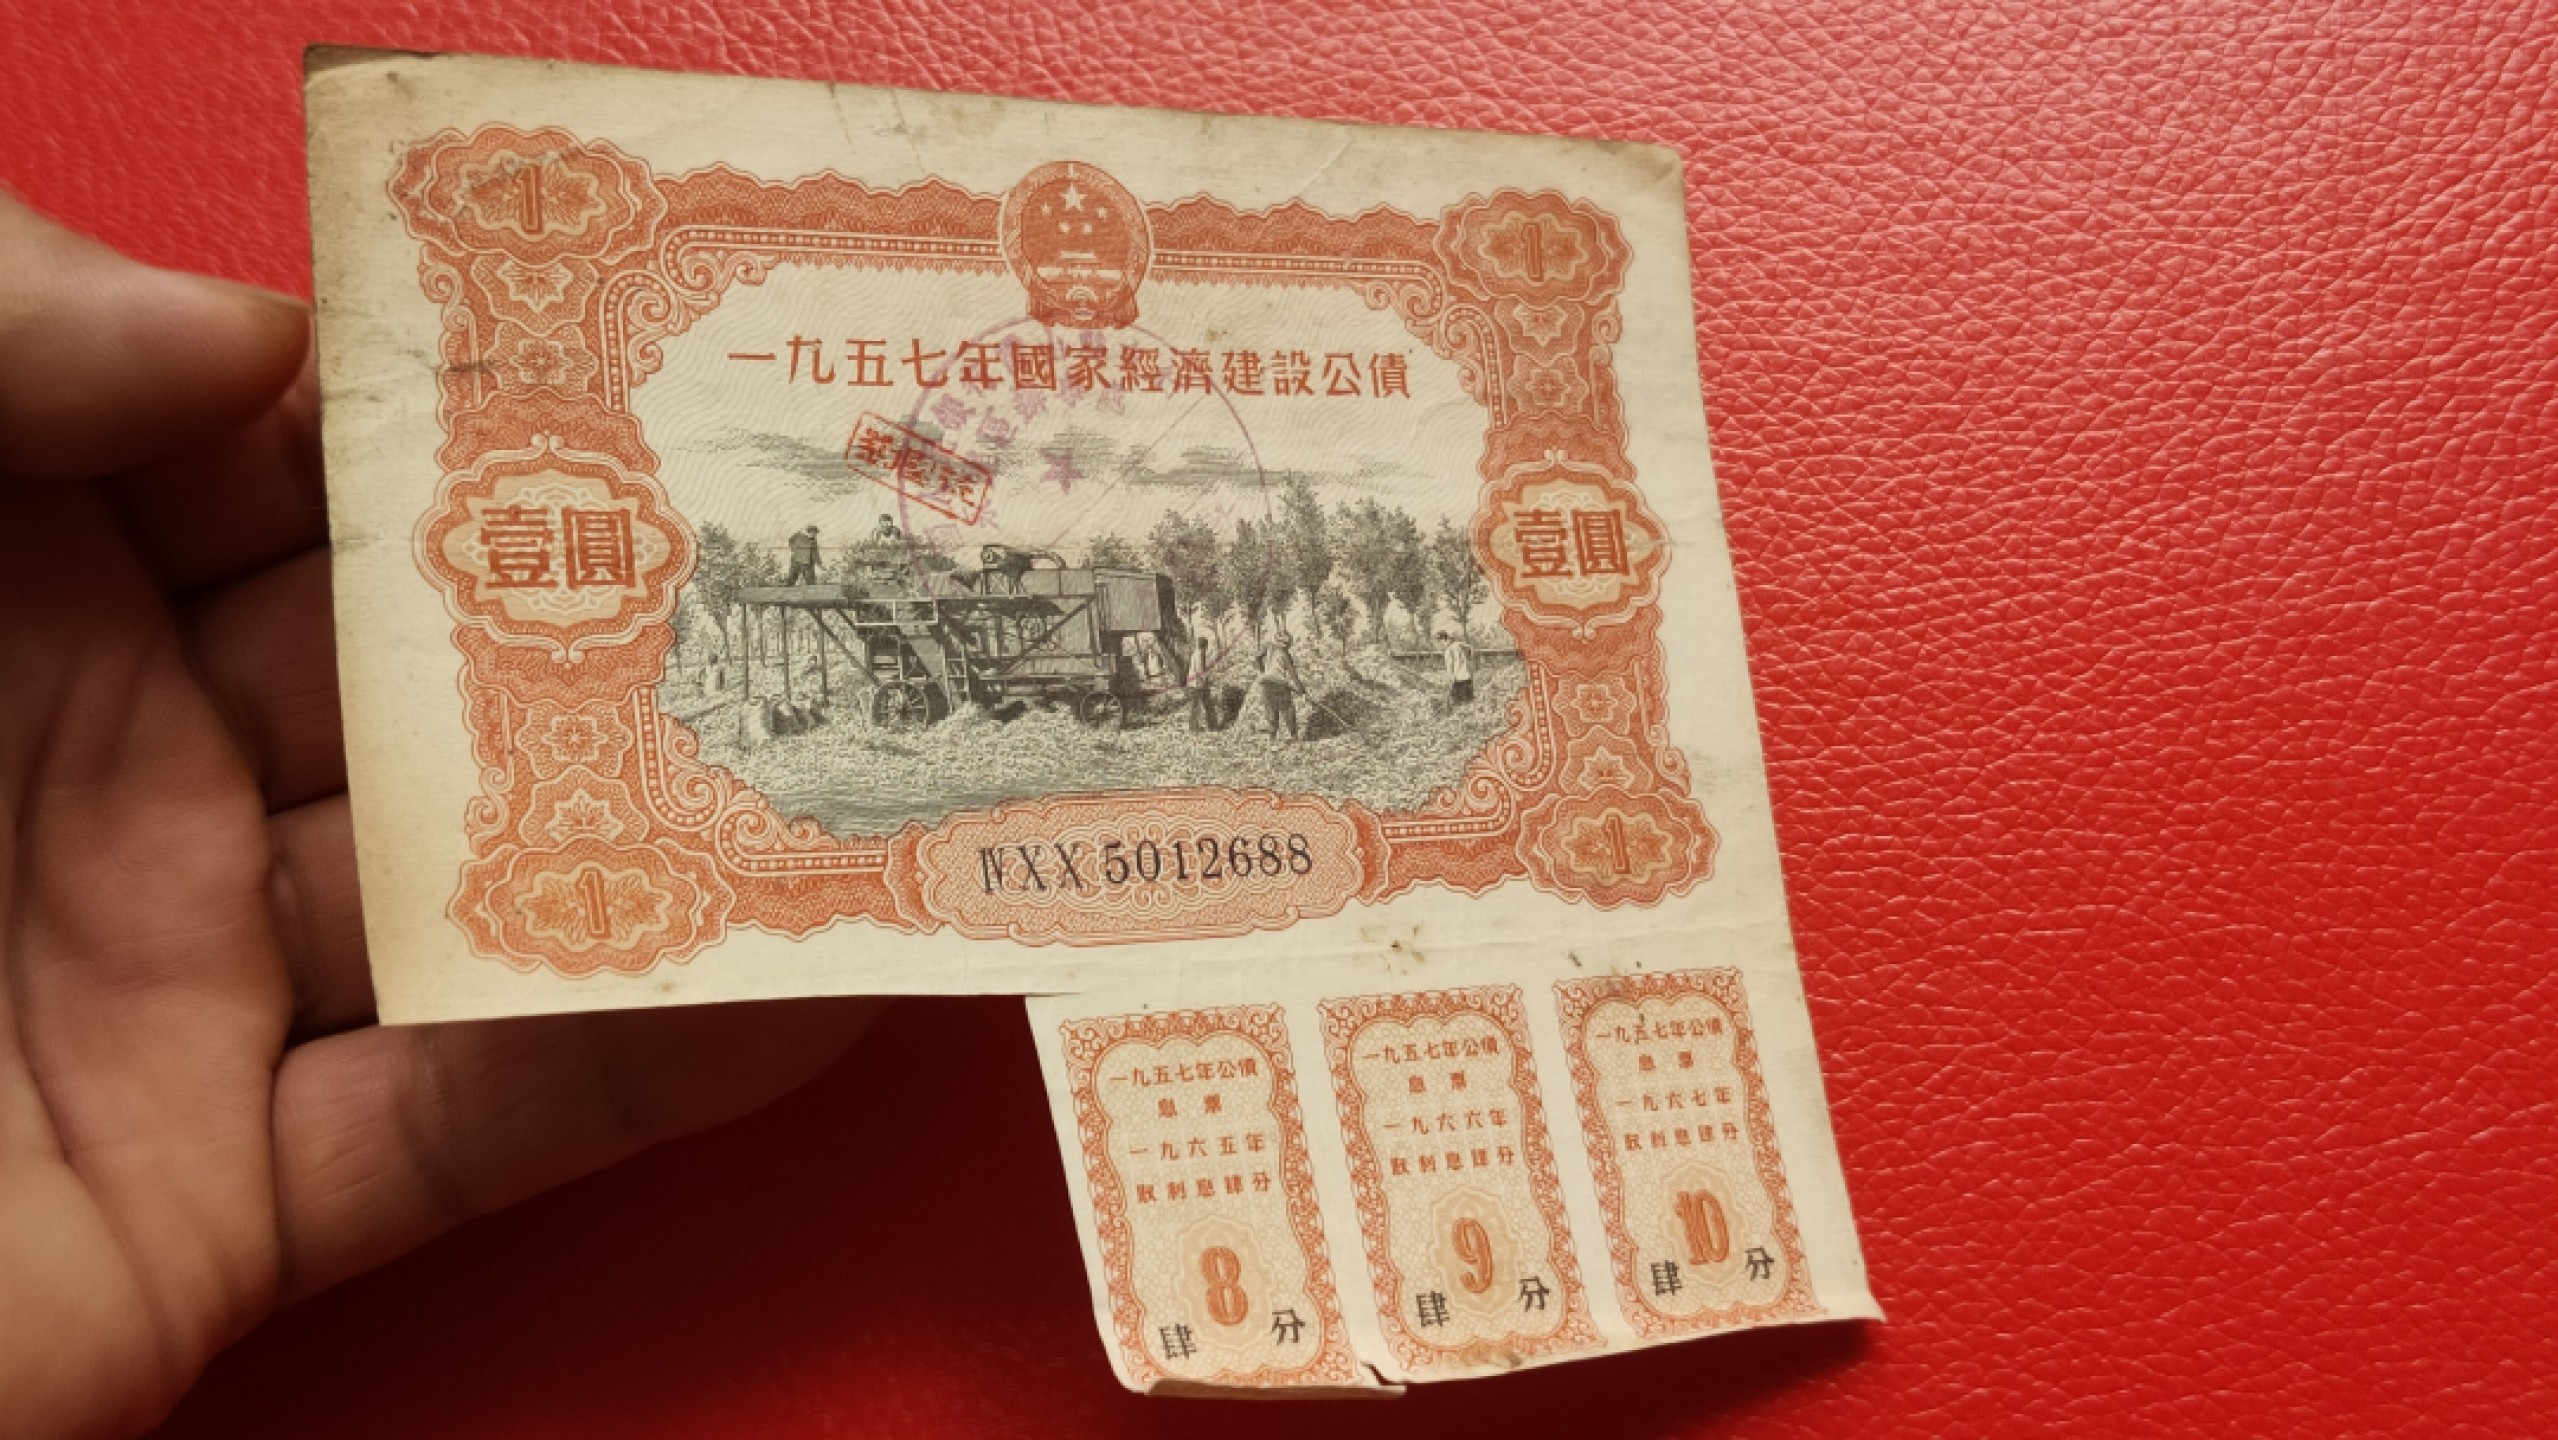 1 1
一九五七年國家經濟建設公債
壹圓 壹圓
ⅣXX 5012688
1 1
一九五七年公債
息票
一九六五年
取利息肆分
8
肆分
一九五七年公債
息票
一九六六年
取利息肆分
9
肆分
一九五七年公債
息票
一九六七年
取利息肆分
10
肆分